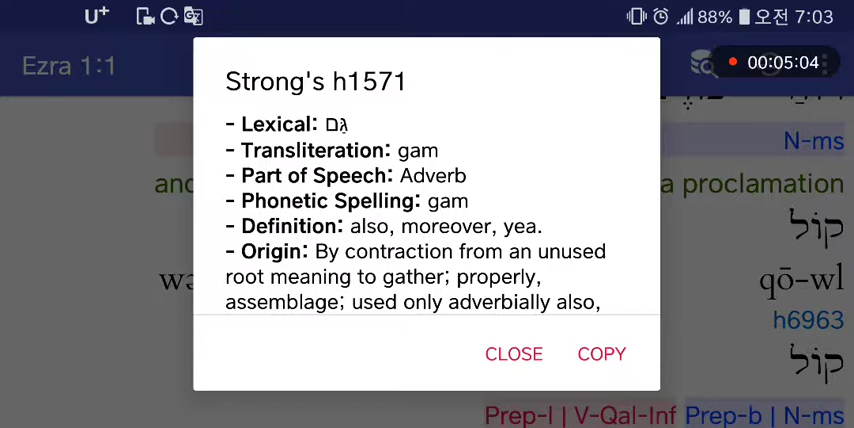 U+ 88% 오전 7:03
Ezra 1:1
00:05:04
Strong's h1571
- Lexical: גַּם
- Transliteration: gam
- Part of Speech: Adverb
- Phonetic Spelling: gam
- Definition: also, moreover, yea.
- Origin: By contraction from an unused
root meaning to gather; properly,
assemblage; used only adverbially also,
CLOSE COPY
N-ms
a proclamation
קוֹל
qō-wl
h6963
קוֹל
Prep-l | V-Qal-Inf Prep-b | N-ms